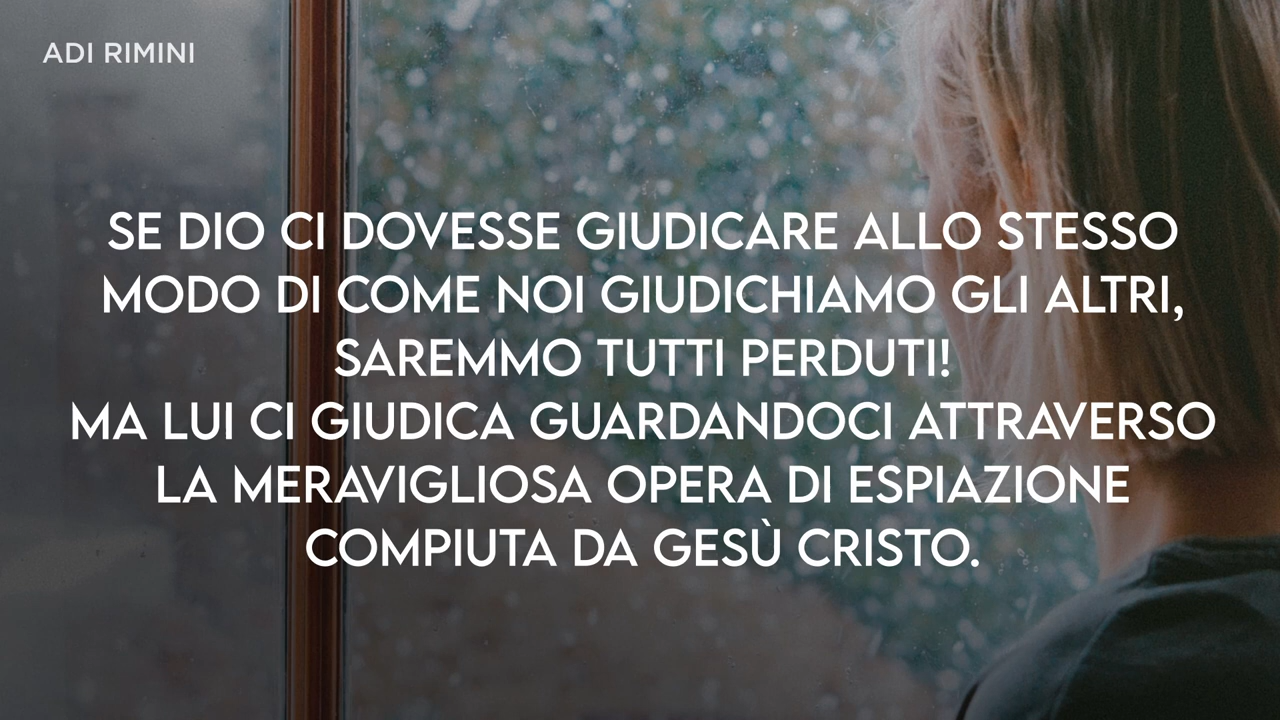 ADI RIMINI
SE DIO CI DOVESSE GIUDICARE ALLO STESSO
MODO DI COME NOI GIUDICHIAMO GLI ALTRI,
SAREMMO TUTTI PERDUTI!
MA LUI CI GIUDICA GUARDANDOCI ATTRAVERSO
LA MERAVIGLIOSA OPERA DI ESPIAZIONE
COMPIUTA DA GESÙ CRISTO.